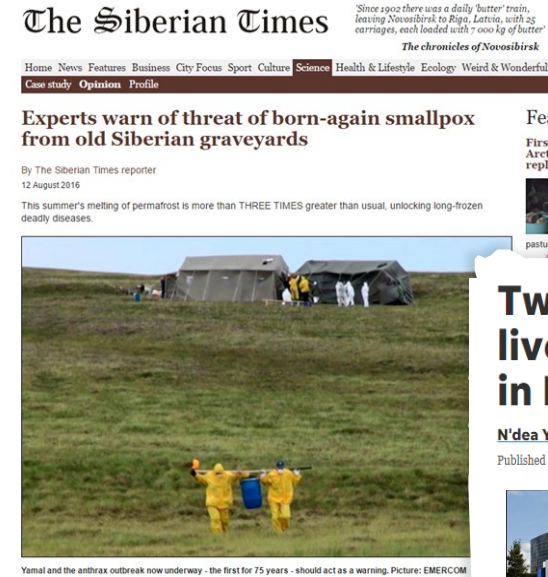 The Siberian Times
'Since 1902 there was a daily 'butter' train,
leaving Novosibirsk to Riga, Latvia, with 25
carriages, each loaded with 7 000 kg of butter'
The chronicles of Novosibirsk
Home News Features Business City Focus Sport Culture Science Health & Lifestyle Ecology Weird & Wonderful
Case study Opinion Profile
Experts warn of threat of born-again smallpox
from old Siberian graveyards
By The Siberian Times reporter
12 August 2016
This summer's melting of permafrost is more than THREE TIMES greater than usual, unlocking long-frozen
deadly diseases.
Yamal and the anthrax outbreak now underway - the first for 75 years - should act as a warning. Picture: EMERCOM
Fea
Firs
Arct
repl
pastu
Tw
live
in
N'dea Y
Published